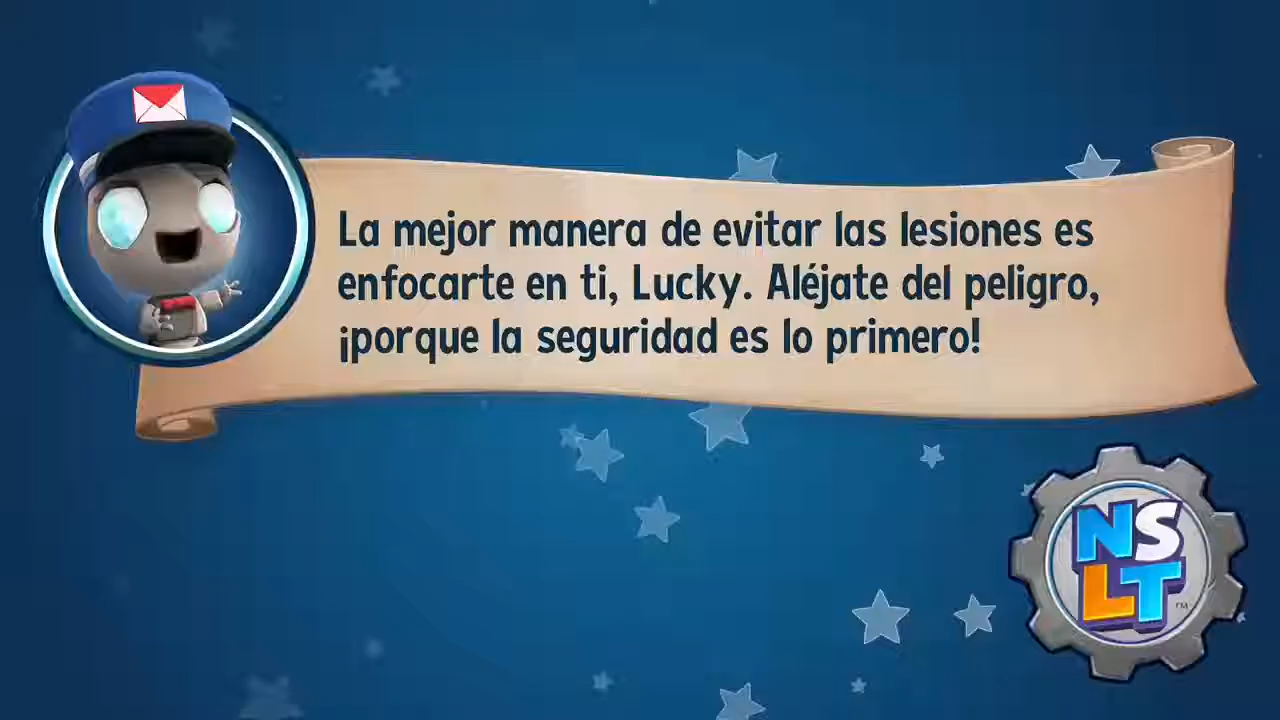 La mejor manera de evitar las lesiones es
enfocarte en ti, Lucky. Aléjate del peligro,
¡porque la seguridad es lo primero!
NS
LT™